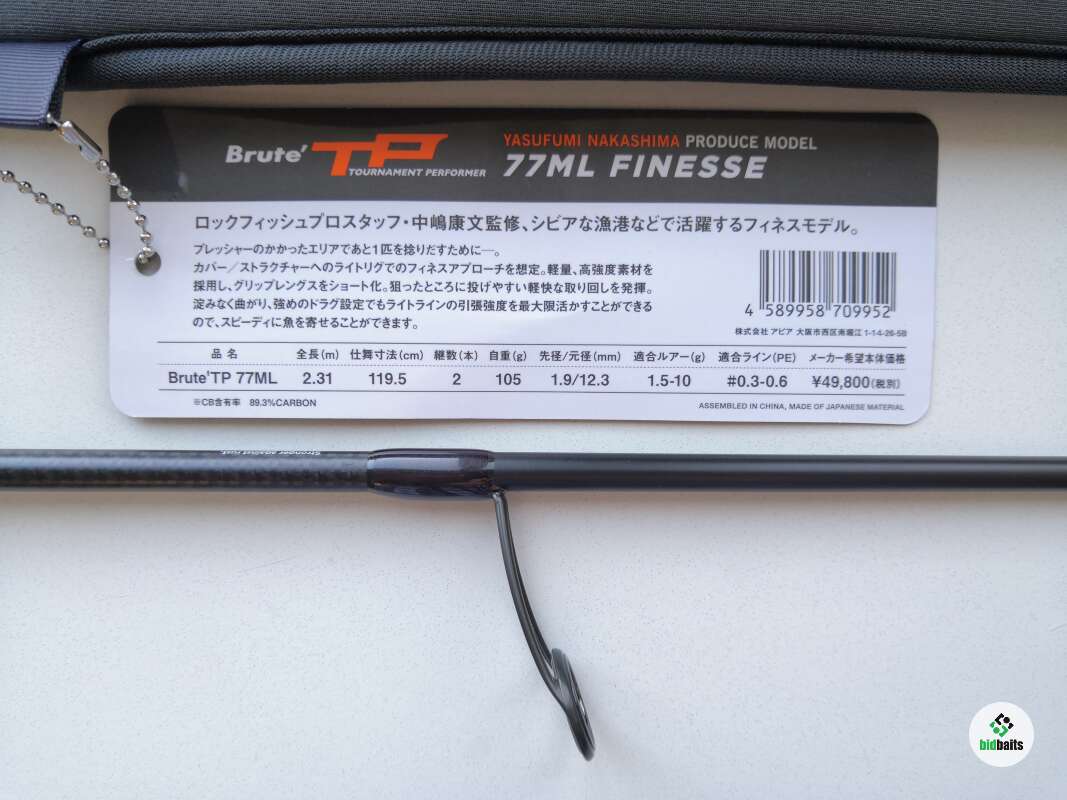 Brute' TP
TOURNAMENT PERFORMER
YASUFUMI NAKASHIMA PRODUCE MODEL
77ML FINESSE
ロックフィッシュプロスタッフ・中嶋康文監修、シビアな漁港などで活躍するフィネスモデル。
プレッシャーのかかったエリアであと1匹を捻りだすために―。
カバー／ストラクチャーへのライトリグでのフィネスアプローチを想定。軽量、高強度素材を
採用し、グリップレングスをショート化。狙ったところに投げやすい軽快な取り回しを発揮。
淀みなく曲がり、強めのドラグ設定でもライトラインの引張強度を最大限活かすことができる
ので、スピーディに魚を寄せることができます。
4 589958 709952
株式会社 アピア 大阪市西区南堀江 1-14-26-5B
品名 全長(m) 仕舞寸法(cm) 継数(本) 自重(g) 先径/元径(mm) 適合ルアー(g) 適合ライン(PE) メーカー希望本体価格
Brute'TP 77ML 2.31 119.5 2 105 1.9/12.3 1.5-10 #0.3-0.6 ¥49,800(税別)
※CB含有率 89.3%CARBON
ASSEMBLED IN CHINA, MADE OF JAPANESE MATERIAL
Stronger against rust.
bidbaits